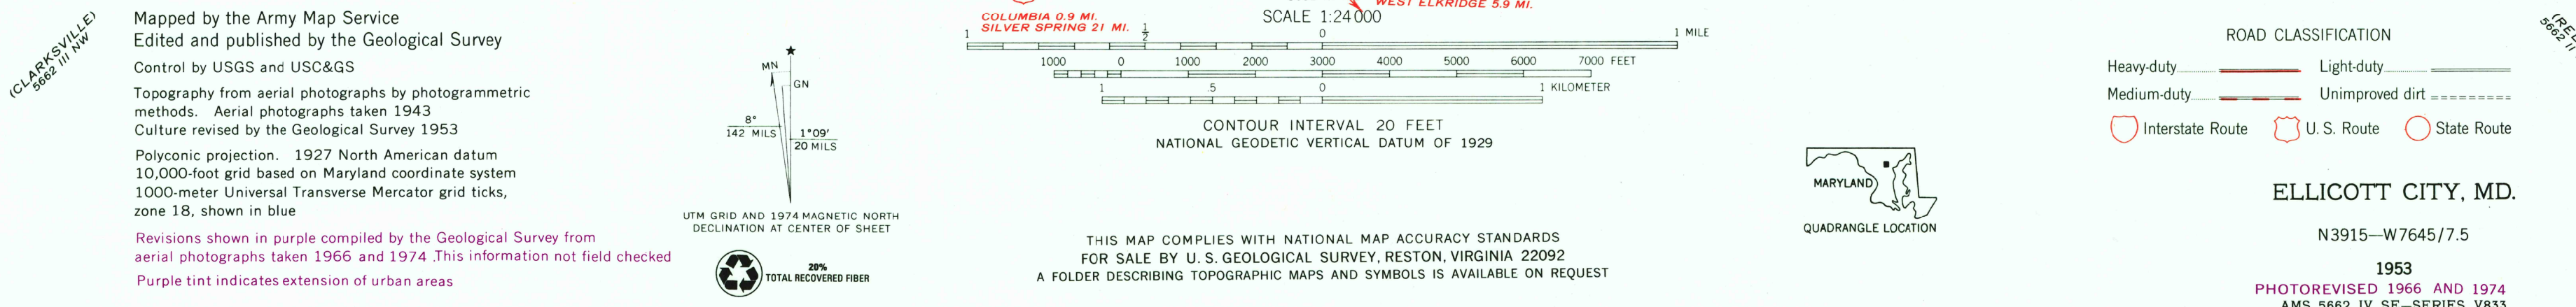 (CLARKSVILLE)
5662 III NW
Mapped by the Army Map Service
Edited and published by the Geological Survey
Control by USGS and USC&GS
Topography from aerial photographs by photogrammetric
methods. Aerial photographs taken 1943
Culture revised by the Geological Survey 1953
Polyconic projection. 1927 North American datum
10,000-foot grid based on Maryland coordinate system
1000-meter Universal Transverse Mercator grid ticks,
zone 18, shown in blue
Revisions shown in purple compiled by the Geological Survey from
aerial photographs taken 1966 and 1974 .This information not field checked
Purple tint indicates extension of urban areas
MN
GN
8°
142 MILS
1°09′
20 MILS
UTM GRID AND 1974 MAGNETIC NORTH
DECLINATION AT CENTER OF SHEET
20%
TOTAL RECOVERED FIBER
COLUMBIA 0.9 MI.
SILVER SPRING 21 MI.
WEST ELKRIDGE 5.9 MI.
SCALE 1:24 000
1 ½ 0 1 MILE
1000 0 1000 2000 3000 4000 5000 6000 7000 FEET
1 .5 0 1 KILOMETER
CONTOUR INTERVAL 20 FEET
NATIONAL GEODETIC VERTICAL DATUM OF 1929
THIS MAP COMPLIES WITH NATIONAL MAP ACCURACY STANDARDS
FOR SALE BY U. S. GEOLOGICAL SURVEY, RESTON, VIRGINIA 22092
A FOLDER DESCRIBING TOPOGRAPHIC MAPS AND SYMBOLS IS AVAILABLE ON REQUEST
MARYLAND
QUADRANGLE LOCATION
ROAD CLASSIFICATION
Heavy-duty Light-duty
Medium-duty Unimproved dirt
Interstate Route U. S. Route State Route
ELLICOTT CITY, MD.
N3915—W7645/7.5
1953
PHOTOREVISED 1966 AND 1974
AMS 5662 IV SE—SERIES V833
5662 II